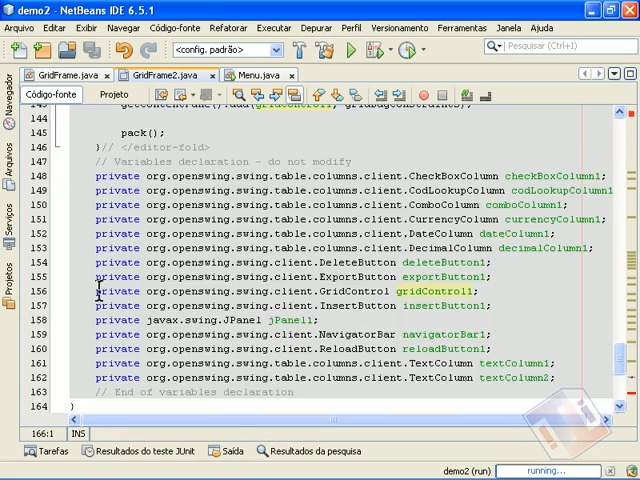 demo2 - NetBeans IDE 6.5.1
Arquivo Editar Exibir Navegar Código-fonte Refatorar Executar Depurar Perfil Versionamento Ferramentas Janela Ajuda
<config. padrão> Pesquisar (Ctrl+I)
GridFrame.java GridFrame2.java Menu.java
Código-fonte Projeto
145 pack();
146 }// </editor-fold>
147 // Variables declaration - do not modify
148 private org.openswing.swing.table.columns.client.CheckBoxColumn checkBoxColumn1;
149 private org.openswing.swing.table.columns.client.CodLookupColumn codLookupColumn1
150 private org.openswing.swing.table.columns.client.ComboColumn comboColumn1;
151 private org.openswing.swing.table.columns.client.CurrencyColumn currencyColumn1;
152 private org.openswing.swing.table.columns.client.DateColumn dateColumn1;
153 private org.openswing.swing.table.columns.client.DecimalColumn decimalColumn1;
154 private org.openswing.swing.client.DeleteButton deleteButton1;
155 private org.openswing.swing.client.ExportButton exportButton1;
156 private org.openswing.swing.client.GridControl gridControl1;
157 private org.openswing.swing.client.InsertButton insertButton1;
158 private javax.swing.JPanel jPanel1;
159 private org.openswing.swing.client.NavigatorBar navigatorBar1;
160 private org.openswing.swing.client.ReloadButton reloadButton1;
161 private org.openswing.swing.table.columns.client.TextColumn textColumn1;
162 private org.openswing.swing.table.columns.client.TextColumn textColumn2;
163 // End of variables declaration
164 }
166:1 INS
Tarefas Resultados do teste JUnit Saída Resultados da pesquisa
demo2 (run) running...
Navegador
Arquivos
Serviços
Projetos